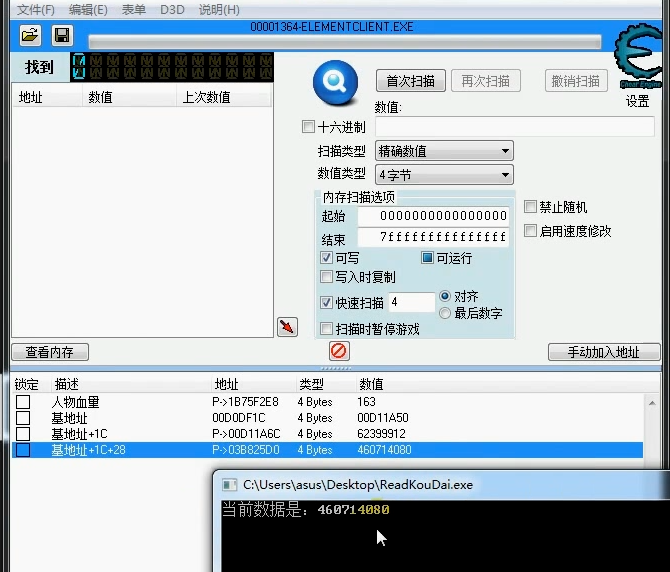 文件(F) 编辑(E) 表单 D3D 说明(H)
00001364-ELEMENTCLIENT.EXE
找到
Cheat Engine
设置
地址 数值 上次数值
首次扫描 再次扫描 撤销扫描
数值:
十六进制
扫描类型 精确数值
数值类型 4字节
内存扫描选项
起始 0000000000000000
结束 7fffffffffffffff
可写 可运行
写入时复制
快速扫描 4 对齐
最后数字
扫描时暂停游戏
禁止随机
启用速度修改
查看内存 手动加入地址
锁定 描述 地址 类型 数值
人物血量 P->1B75F2E8 4 Bytes 163
基地址 00D0DF1C 4 Bytes 00D11A50
基地址+1C P->00D11A6C 4 Bytes 62399912
基地址+1C+28 P->03B825D0 4 Bytes 460714080
C:\Users\asus\Desktop\ReadKouDai.exe
当前数据是：460714080